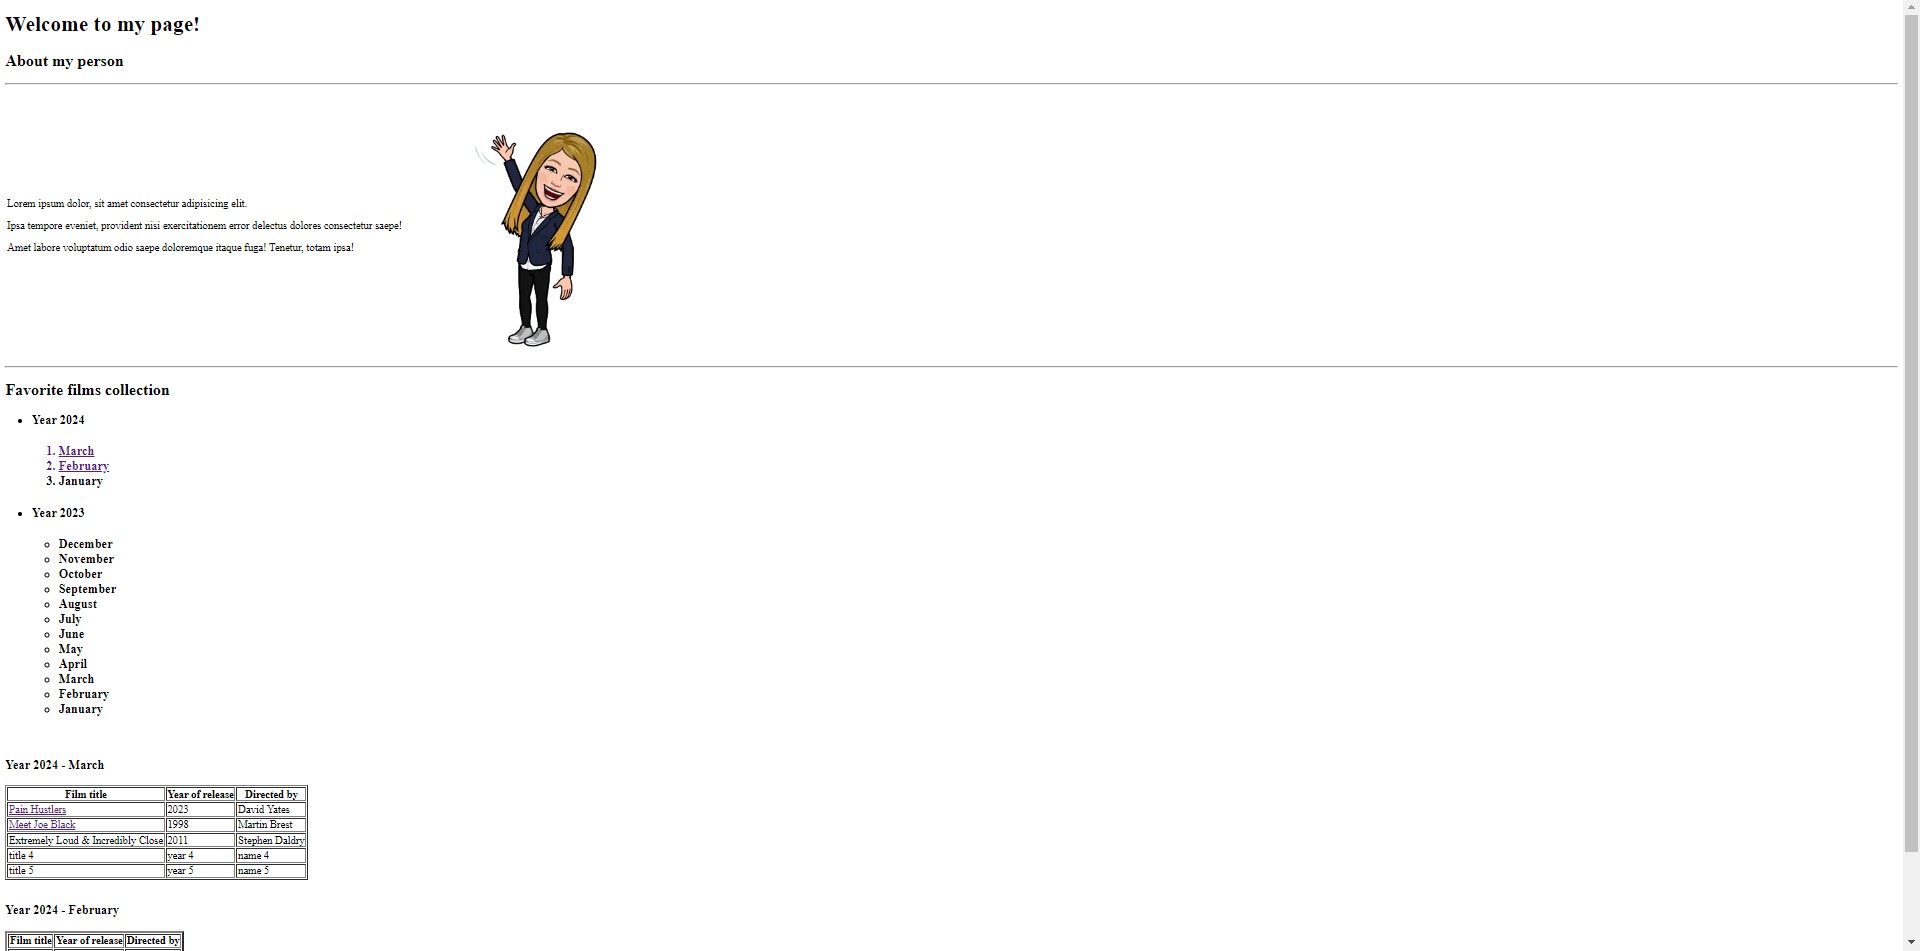 Welcome to my page!
About my person
Lorem ipsum dolor, sit amet consectetur adipisicing elit.
Ipsa tempore eveniet, provident nisi exercitationem error delectus dolores consectetur saepe!
Amet labore voluptatum odio saepe doloremque itaque fuga! Tenetur, totam ipsa!
Favorite films collection
• Year 2024
1. March
2. February
3. January
• Year 2023
○ December
○ November
○ October
○ September
○ August
○ July
○ June
○ May
○ April
○ March
○ February
○ January
Year 2024 - March
Film title Year of release Directed by
Pain Hustlers 2023 David Yates
Meet Joe Black 1998 Martin Brest
Extremely Loud & Incredibly Close 2011 Stephen Daldry
title 4 year 4 name 4
title 5 year 5 name 5
Year 2024 - February
Film title Year of release Directed by